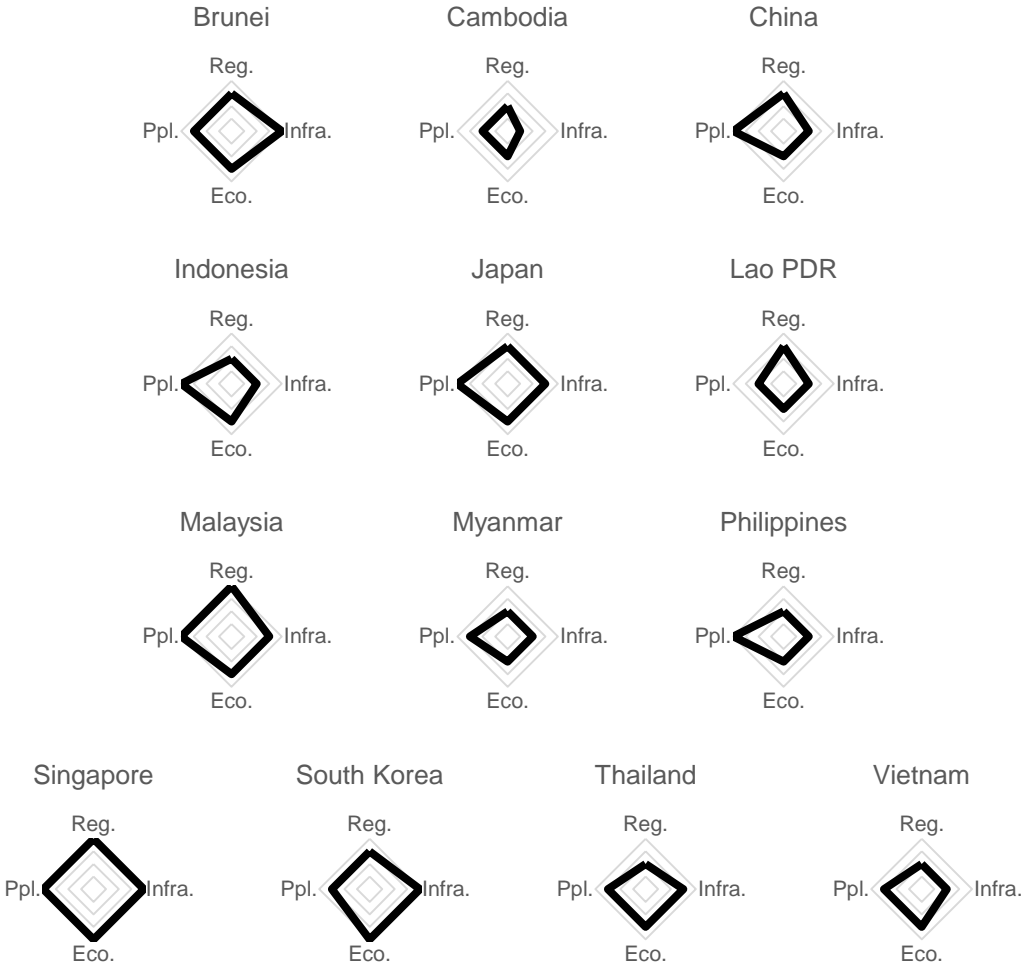 Brunei
Cambodia
China
Reg.
Reg.
Reg.
Ppl.
Infra.
Ppl.
Infra.
Ppl.
Infra.
Eco.
Eco.
Eco.
Indonesia
Japan
Lao PDR
Reg.
Reg.
Reg.
Ppl.
Infra.
Ppl.
Infra.
Ppl.
Infra.
Eco.
Eco.
Eco.
Malaysia
Myanmar
Philippines
Reg.
Reg.
Reg.
Ppl.
Infra.
Ppl.
Infra.
Ppl.
Infra.
Eco.
Eco.
Eco.
Singapore
South Korea
Thailand
Vietnam
Reg.
Reg.
Reg.
Reg.
Ppl.
Infra.
Ppl.
Infra.
Ppl.
Infra.
Ppl.
Infra.
Eco.
Eco.
Eco.
Eco.